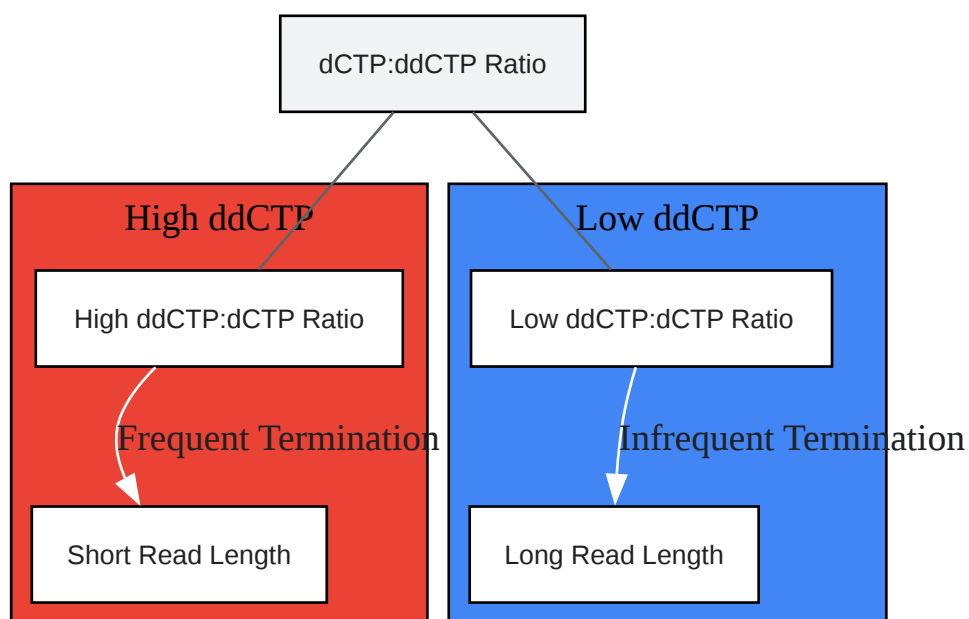 dCTP:ddCTP Ratio
High ddCTP
Low ddCTP
High ddCTP:dCTP Ratio
Low ddCTP:dCTP Ratio
Frequent Termination
Infrequent Termination
Short Read Length
Long Read Length